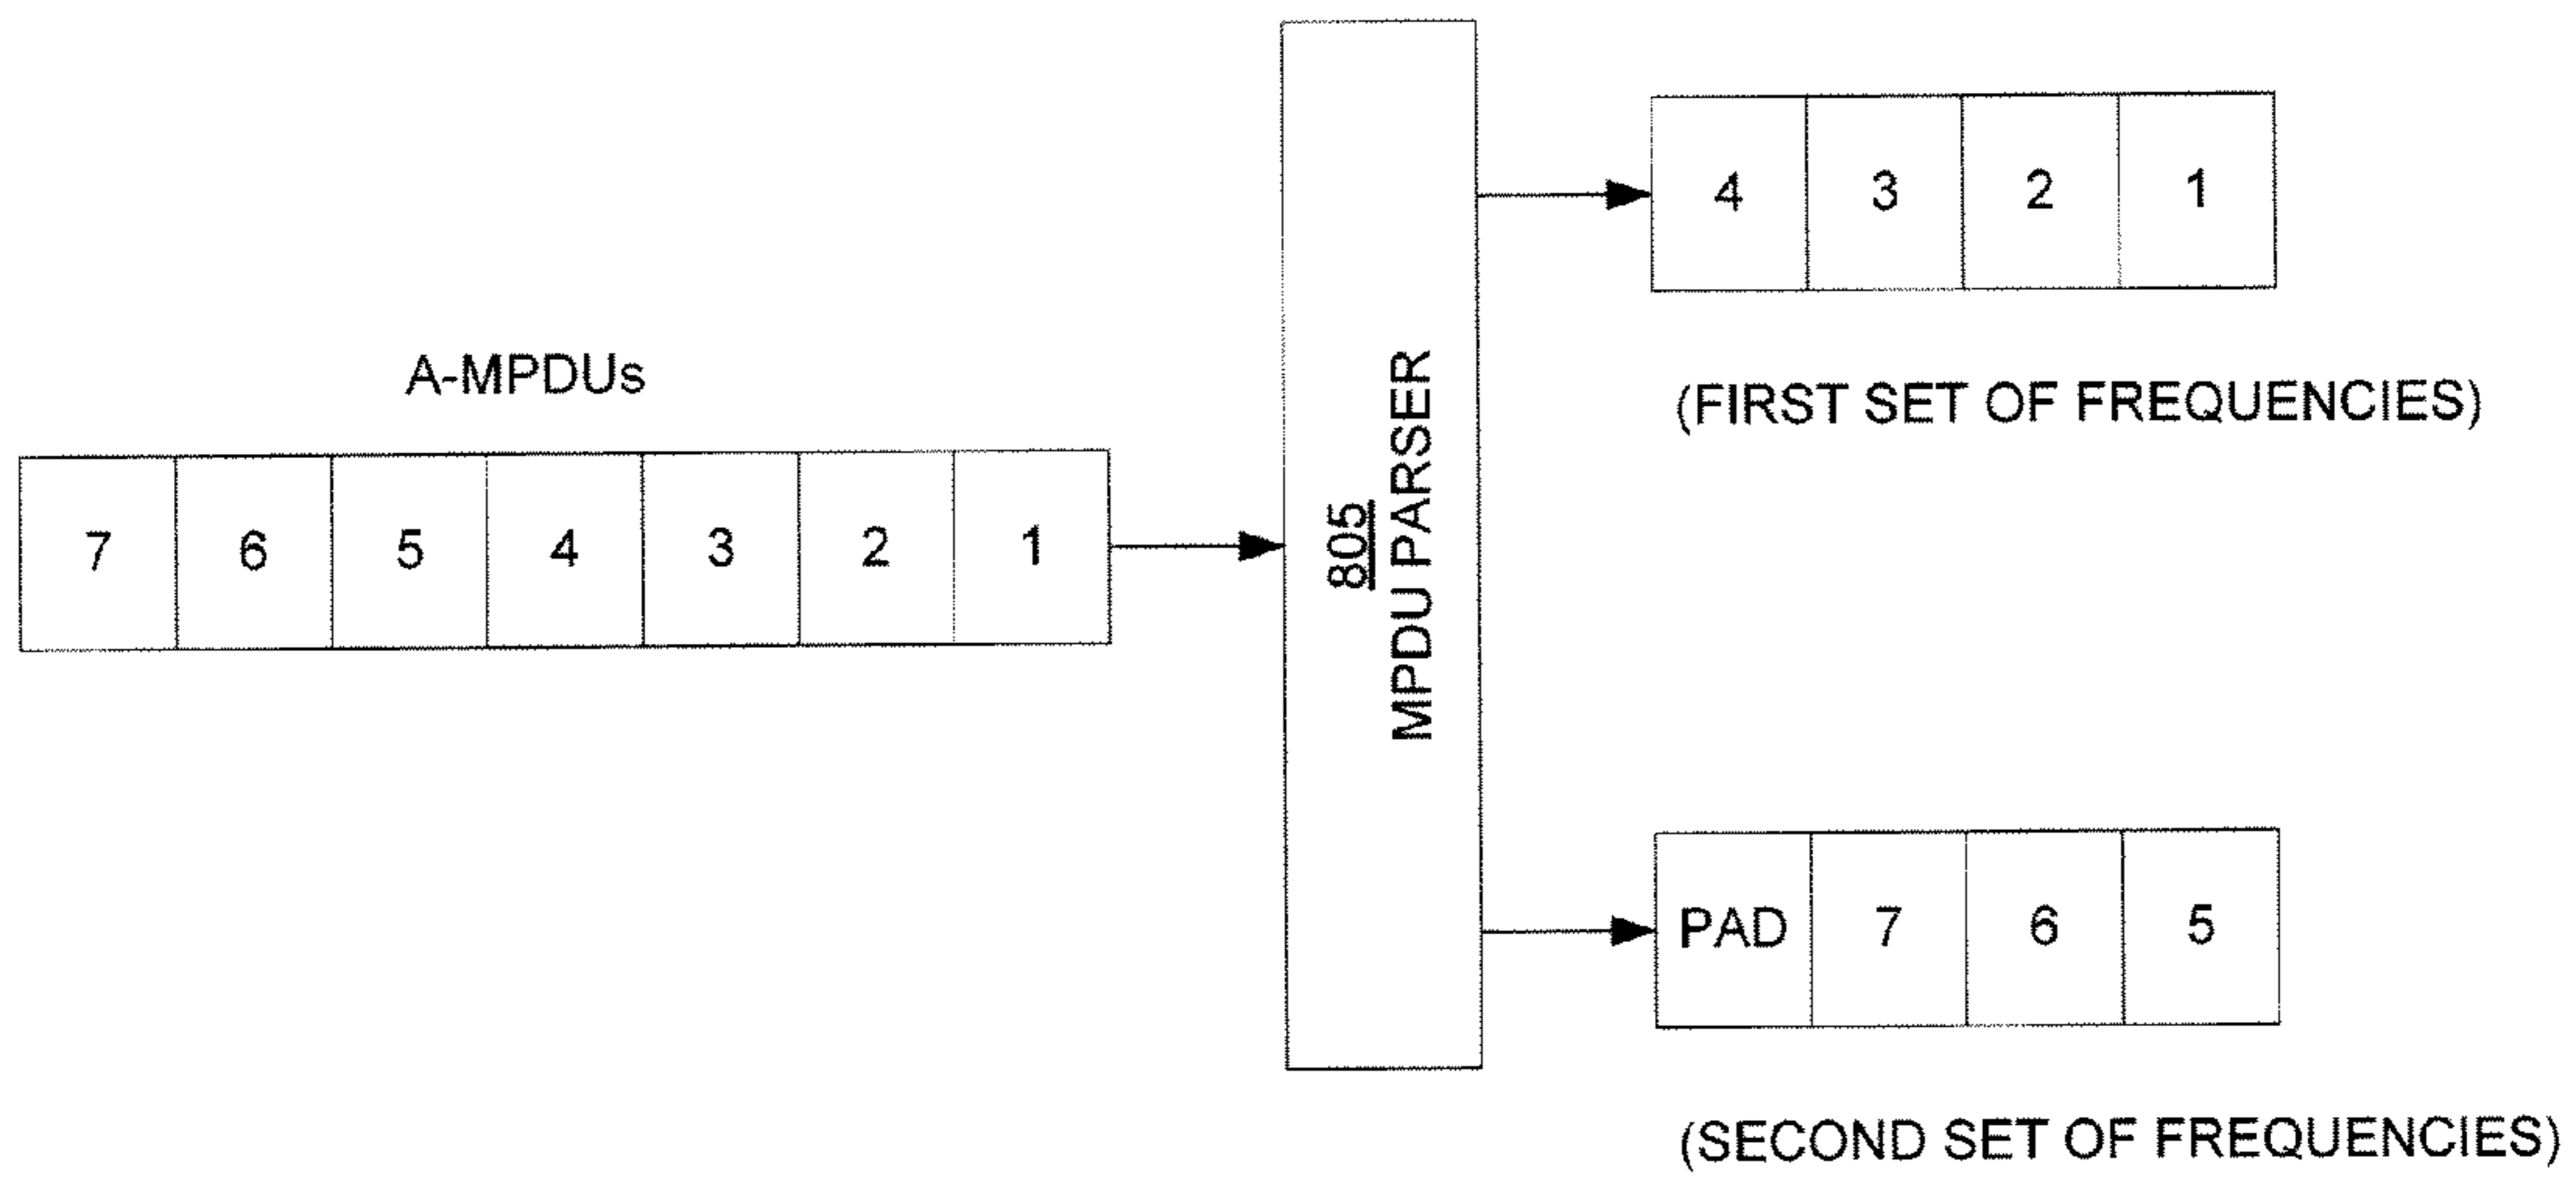 4 3 2 1
(FIRST SET OF FREQUENCIES)
A-MPDUs
7 6 5 4 3 2 1
805
MPDU PARSER
PAD 7 6 5
(SECOND SET OF FREQUENCIES)